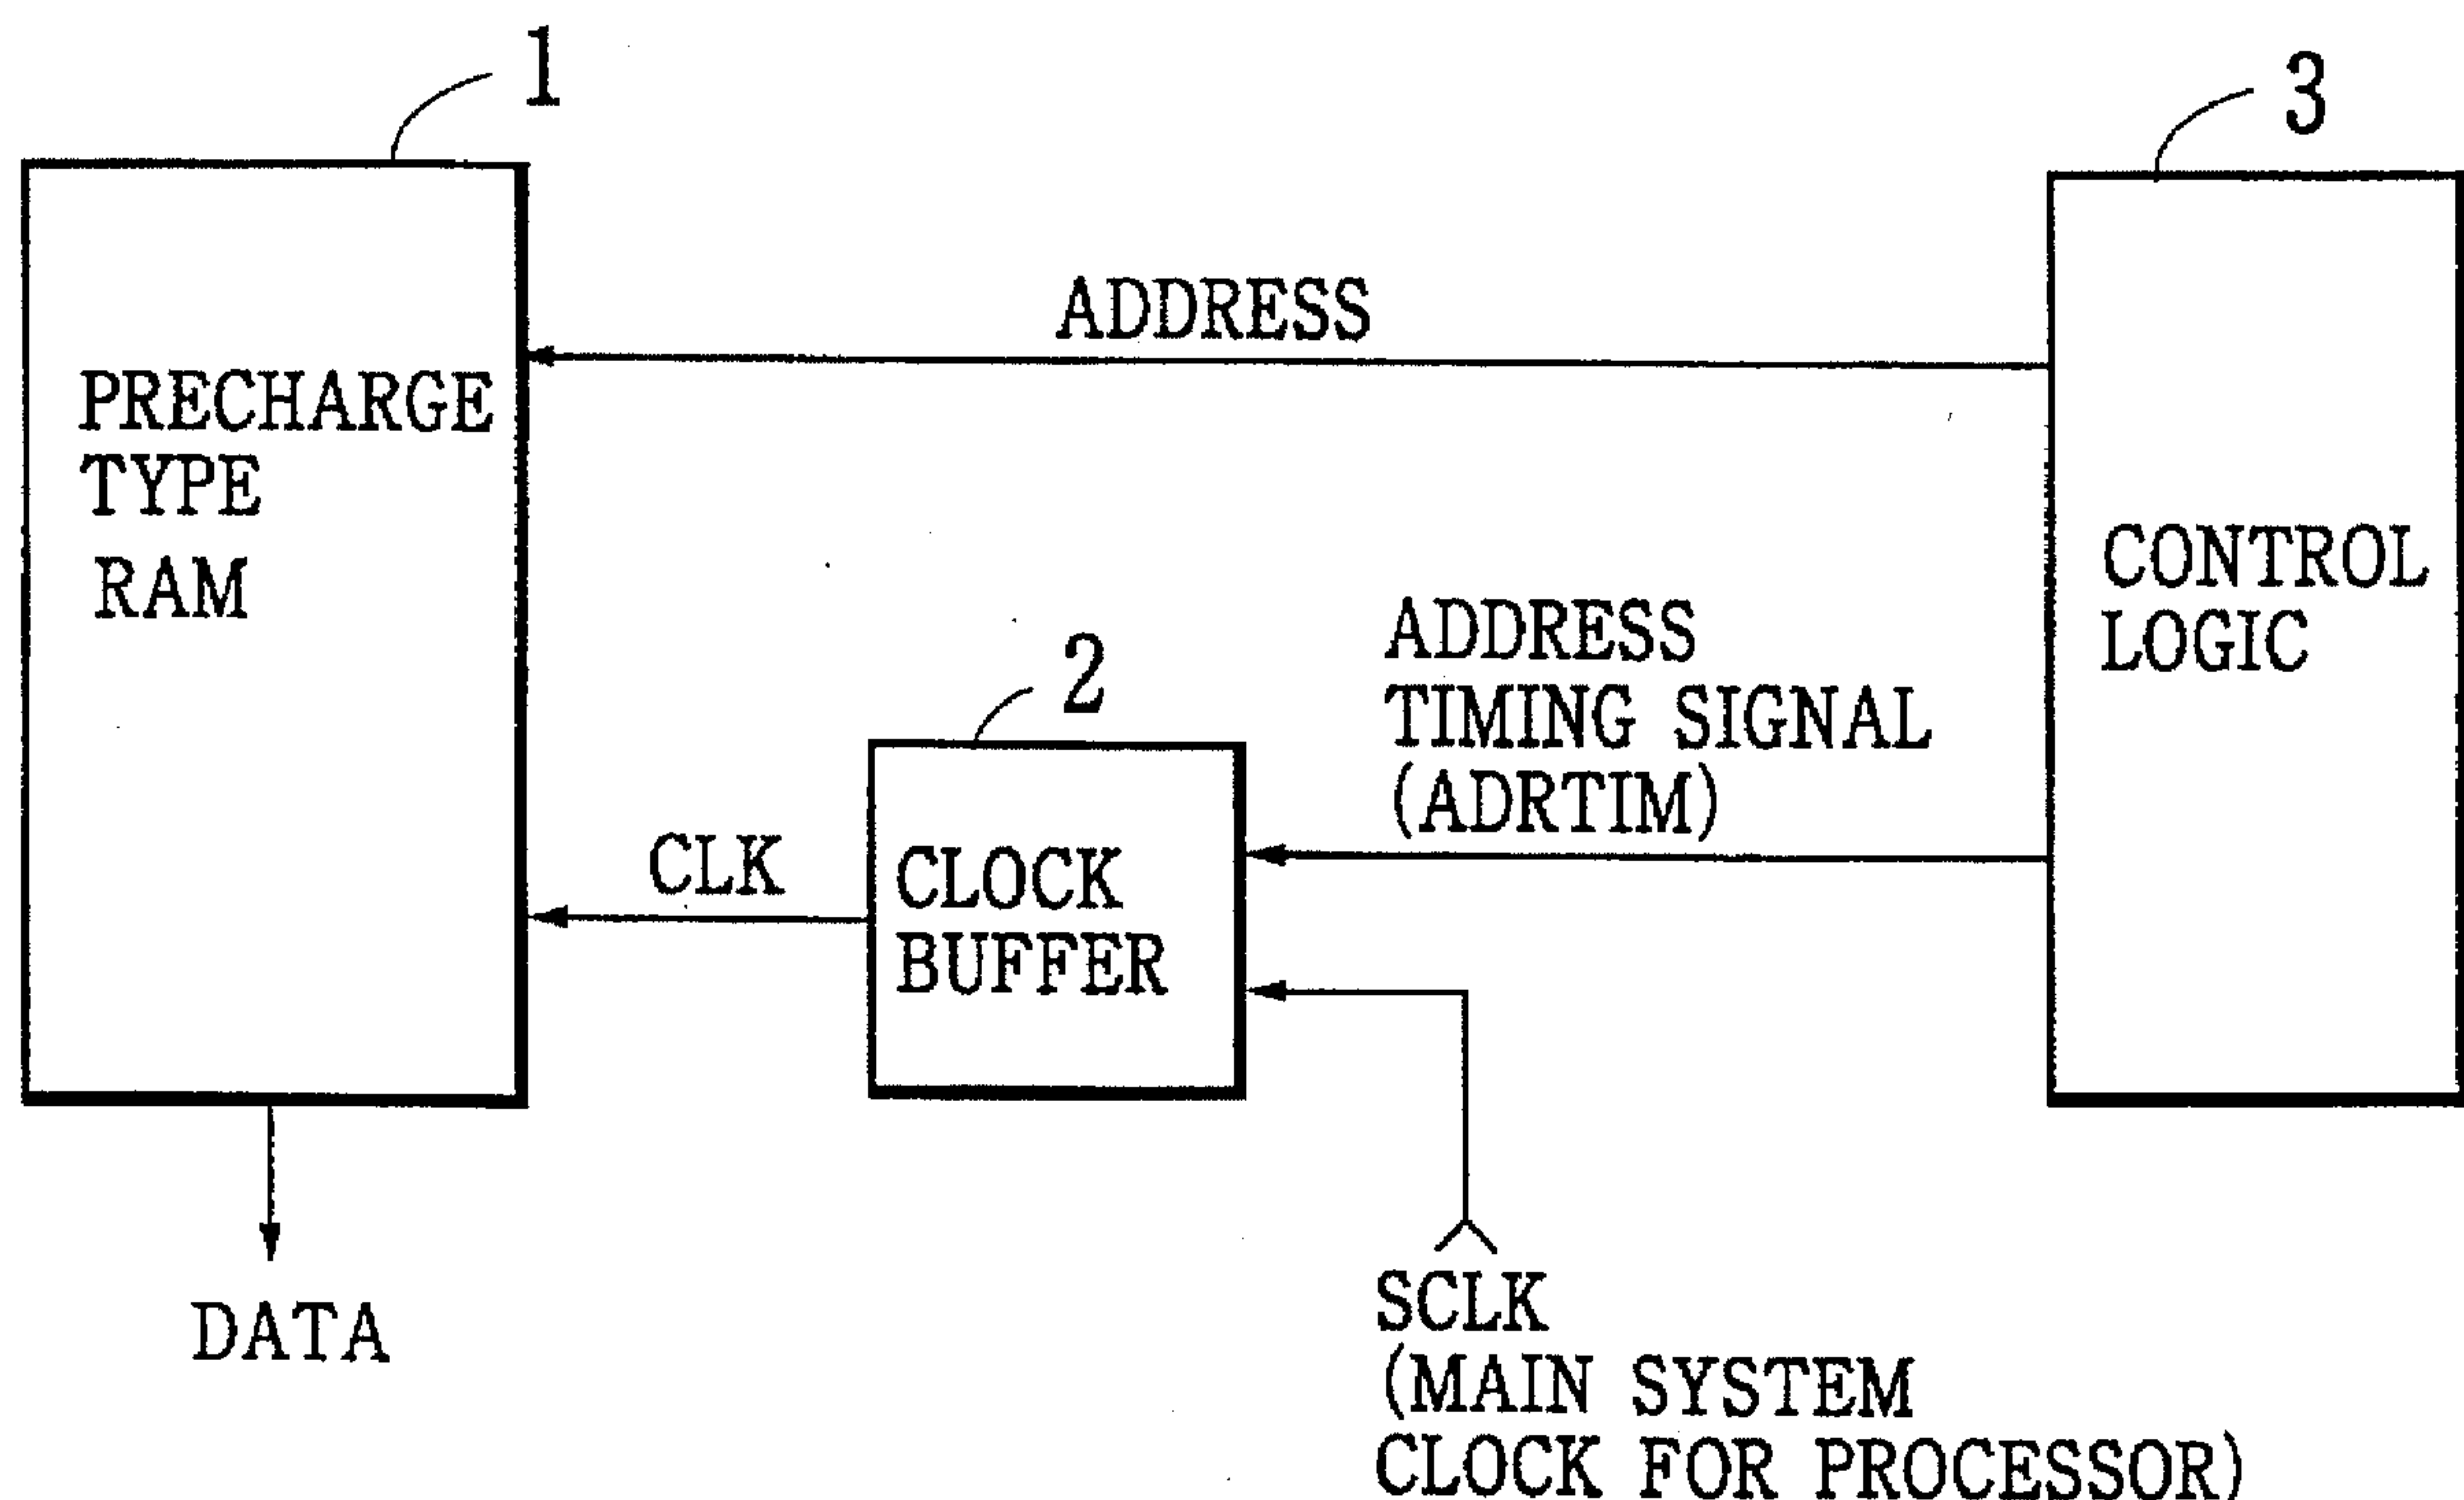 1
3
ADDRESS
PRECHARGE
TYPE
RAM
CONTROL
LOGIC
2
ADDRESS
TIMING SIGNAL
(ADRTIM)
CLK
CLOCK
BUFFER
DATA
SCLK
(MAIN SYSTEM
CLOCK FOR PROCESSOR)